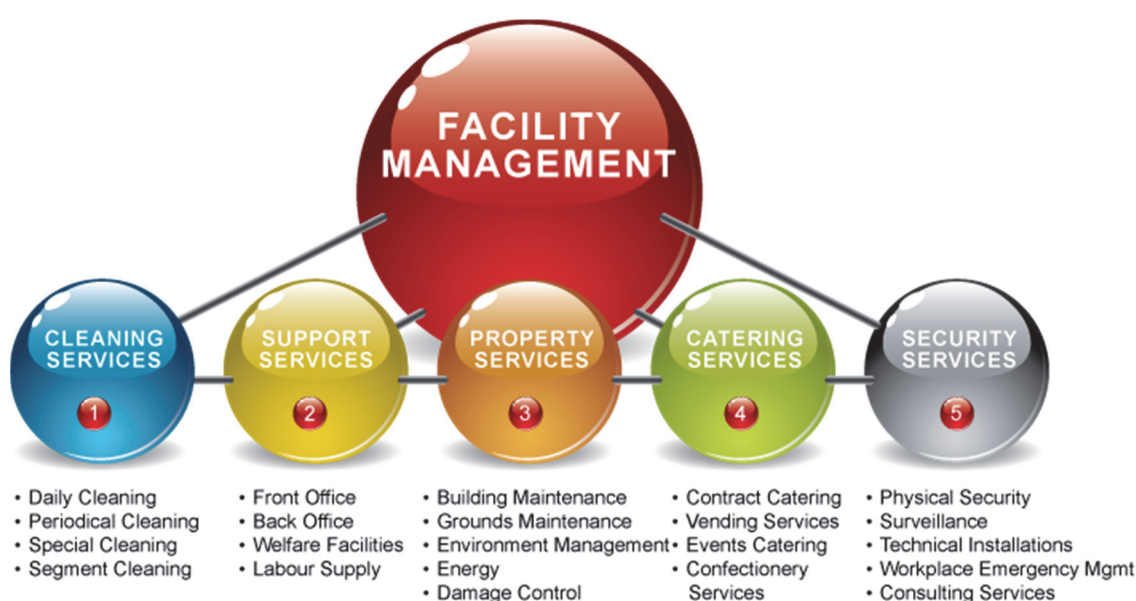 FACILITY
MANAGEMENT
CLEANING
SERVICES
1
SUPPORT
SERVICES
2
PROPERTY
SERVICES
3
CATERING
SERVICES
4
SECURITY
SERVICES
5
• Daily Cleaning
• Periodical Cleaning
• Special Cleaning
• Segment Cleaning
• Front Office
• Back Office
• Welfare Facilities
• Labour Supply
• Building Maintenance
• Grounds Maintenance
• Environment Management
• Energy
• Damage Control
• Contract Catering
• Vending Services
• Events Catering
• Confectionery
Services
• Physical Security
• Surveillance
• Technical Installations
• Workplace Emergency Mgmt
• Consulting Services